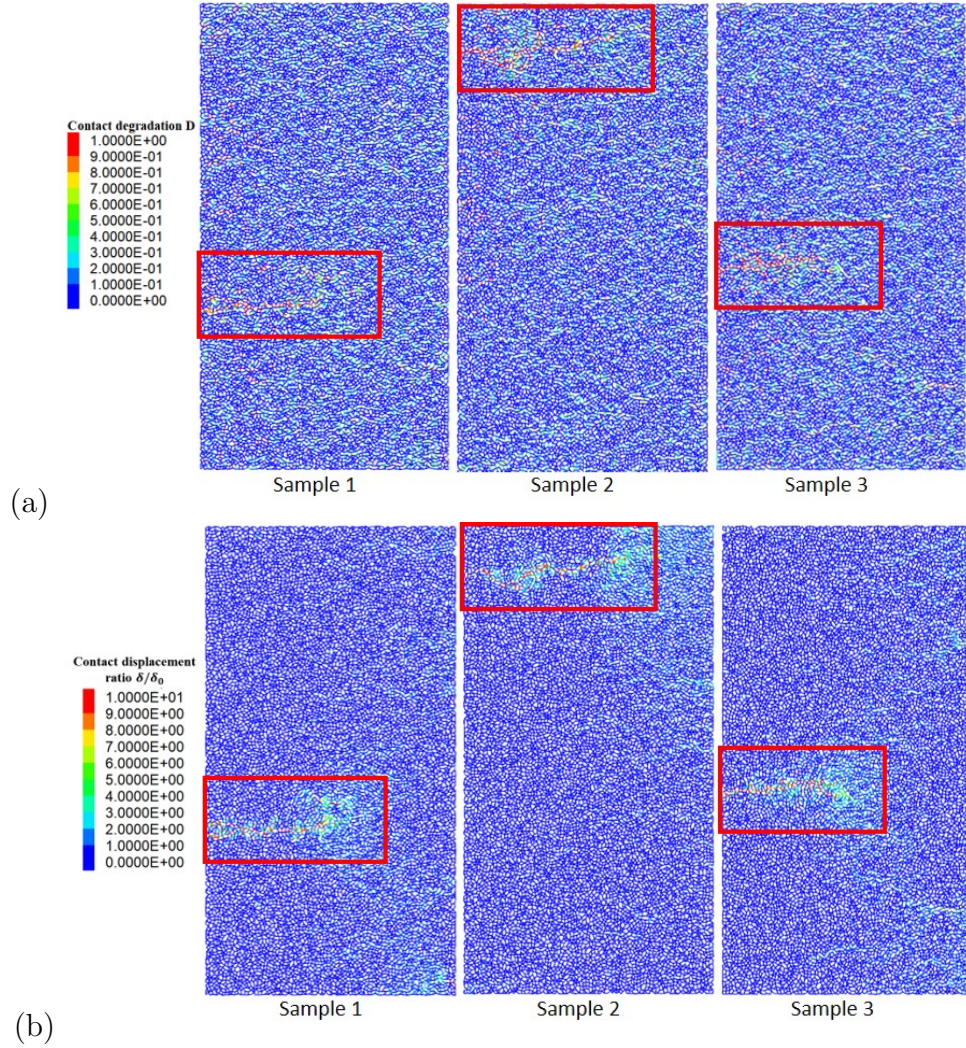 Contact degradation D
1.0000E+00
9.0000E-01
8.0000E-01
7.0000E-01
6.0000E-01
5.0000E-01
4.0000E-01
3.0000E-01
2.0000E-01
1.0000E-01
0.0000E+00
(a)
Sample 1
Sample 2
Sample 3
Contact displacement
ratio δ/δ₀
1.0000E+01
9.0000E+00
8.0000E+00
7.0000E+00
6.0000E+00
5.0000E+00
4.0000E+00
3.0000E+00
2.0000E+00
1.0000E+00
0.0000E+00
(b)
Sample 1
Sample 2
Sample 3